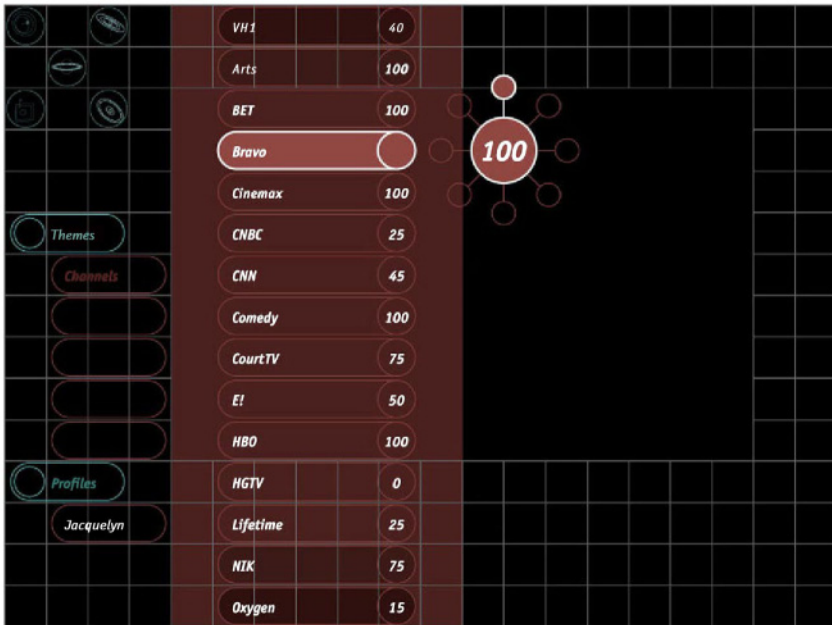 VH1 40
Arts 100
BET 100
Bravo 100
Cinemax 100
Themes CNBC 25
Channels CNN 45
Comedy 100
CourtTV 75
E! 50
HBO 100
Profiles HGTV 0
Jacquelyn Lifetime 25
NIK 75
Oxygen 15